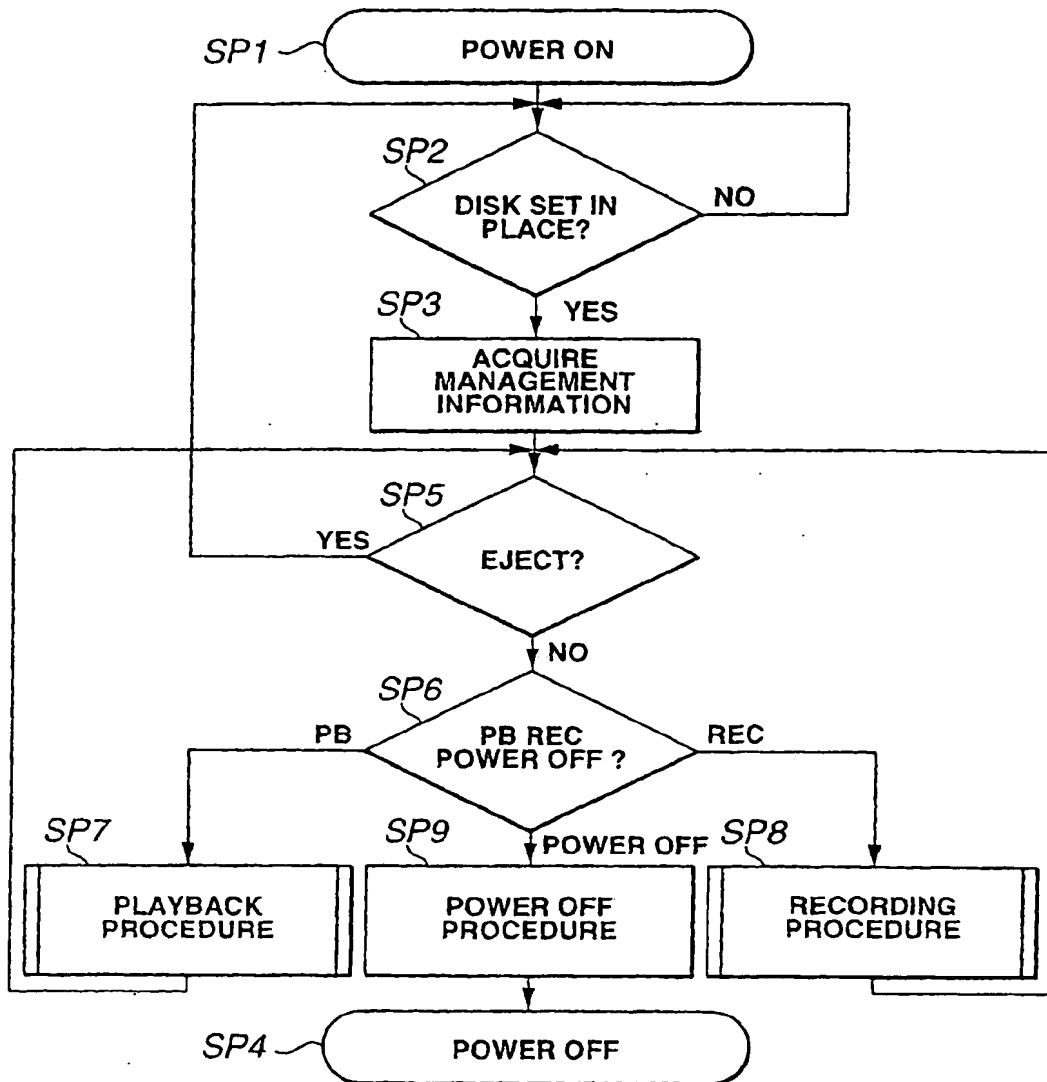 SP1
POWER ON
SP2
DISK SET IN
PLACE?
NO
YES
SP3
ACQUIRE
MANAGEMENT
INFORMATION
SP5
YES
EJECT?
NO
SP6
PB
PB REC
POWER OFF ?
REC
SP7
SP9
POWER OFF
SP8
PLAYBACK
PROCEDURE
POWER OFF
PROCEDURE
RECORDING
PROCEDURE
SP4
POWER OFF